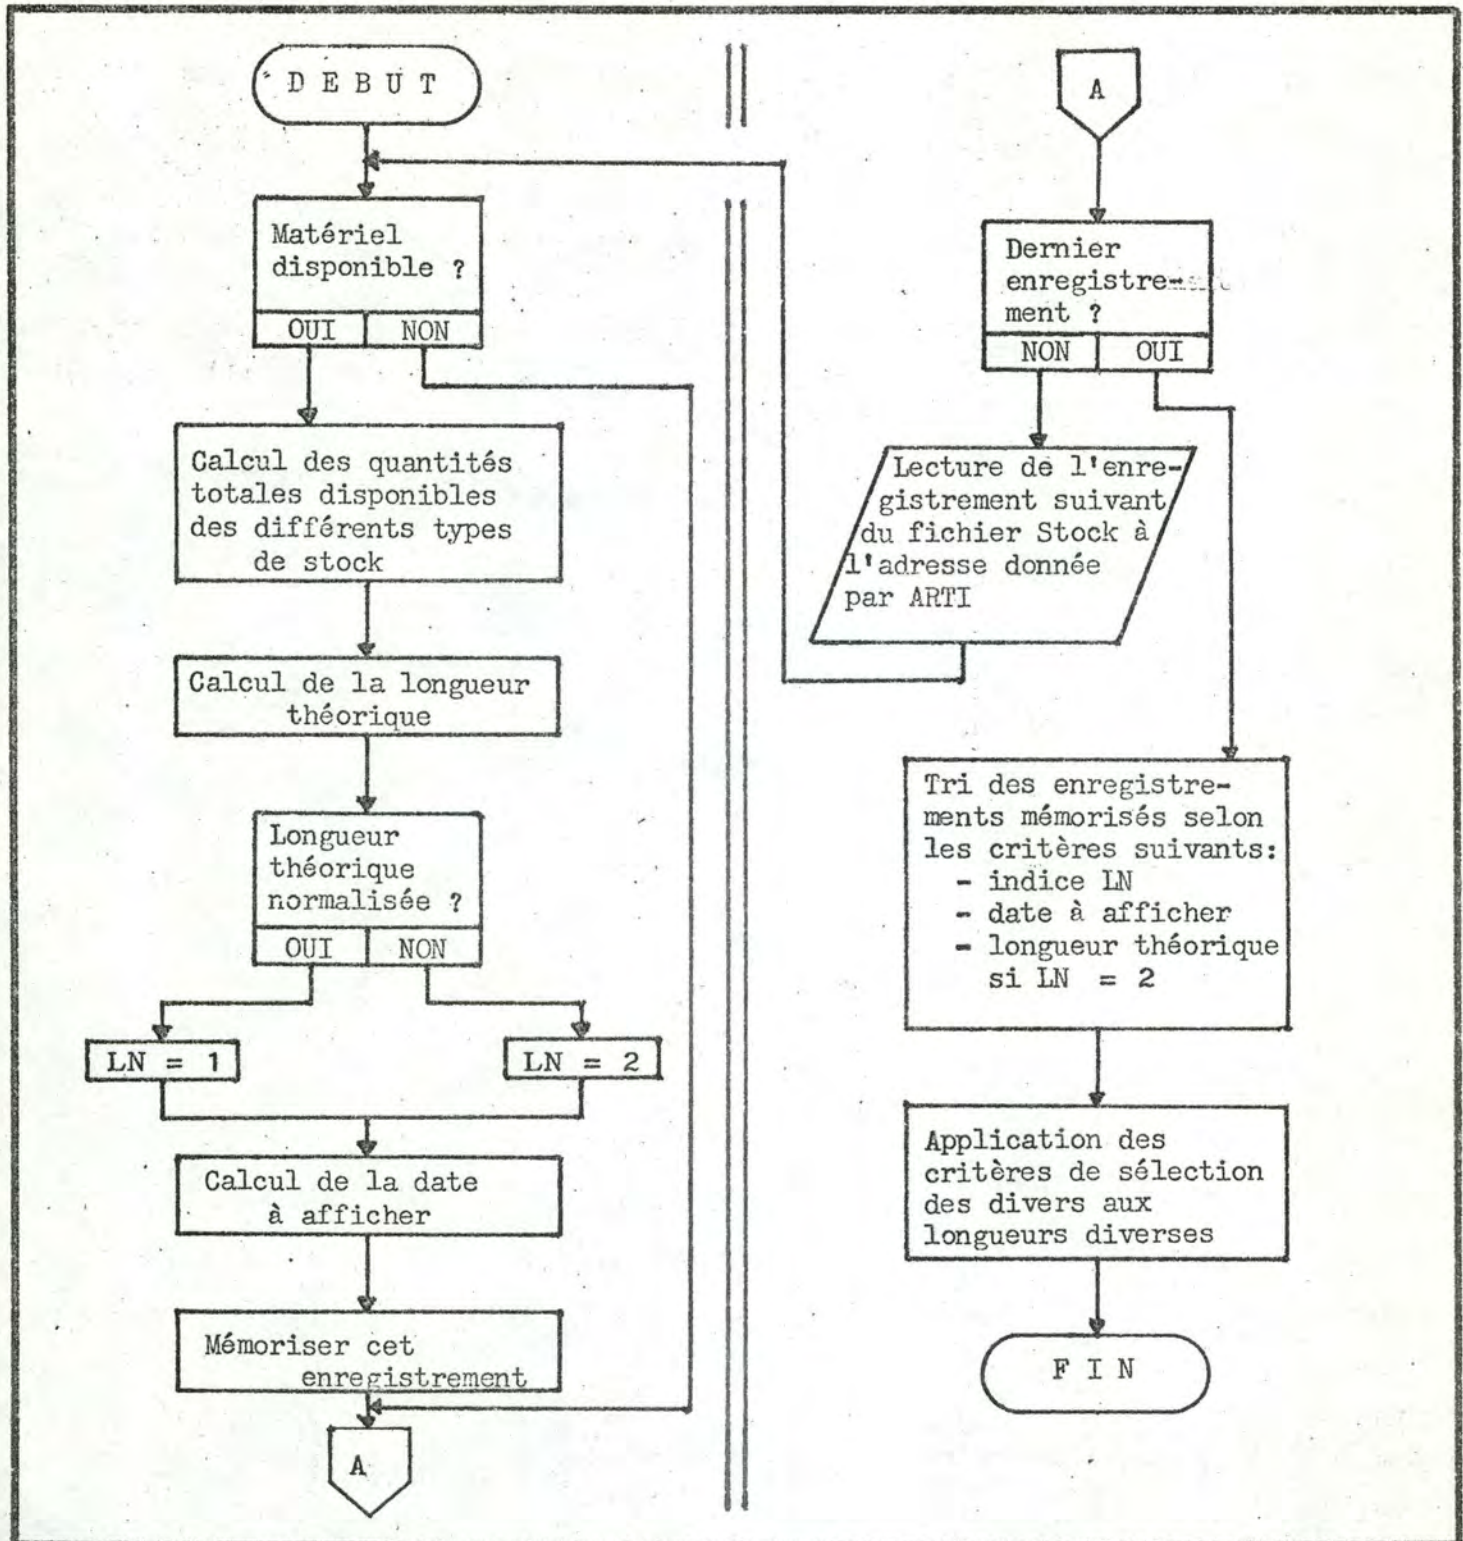 D E B U T
Matériel
disponible ?
OUI NON
Calcul des quantités
totales disponibles
des différents types
de stock
Calcul de la longueur
théorique
Longueur
théorique
normalisée ?
OUI NON
LN = 1
LN = 2
Calcul de la date
à afficher
Mémoriser cet
enregistrement
A
A
Dernier
enregistre-
ment ?
NON OUI
Lecture de l'enre-
gistrement suivant
du fichier Stock à
l'adresse donnée
par ARTI
Tri des enregistre-
ments mémorisés selon
les critères suivants:
- indice LN
- date à afficher
- longueur théorique
si LN = 2
Application des
critères de sélection
des divers aux
longueurs diverses
F I N